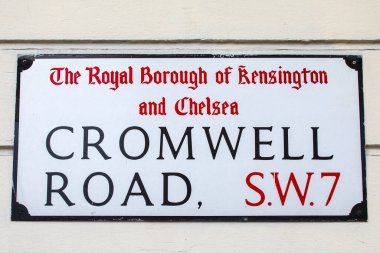 The Royal Borough of Kensington
and Chelsea
CROMWELL
ROAD, S.W.7